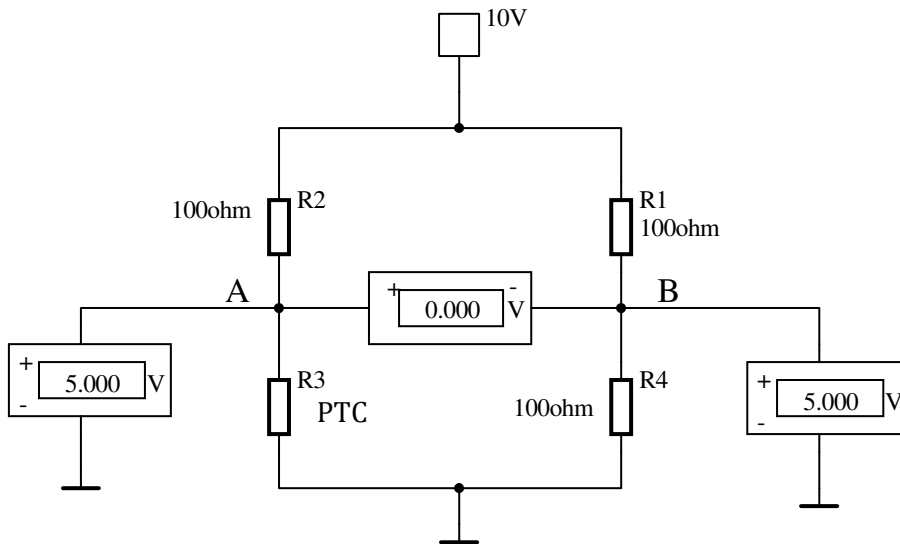 10V
R2
100ohm
R1
100ohm
A
+
-
0.000
V
B
+
5.000
V
-
R3
PTC
R4
100ohm
+
5.000
V
-